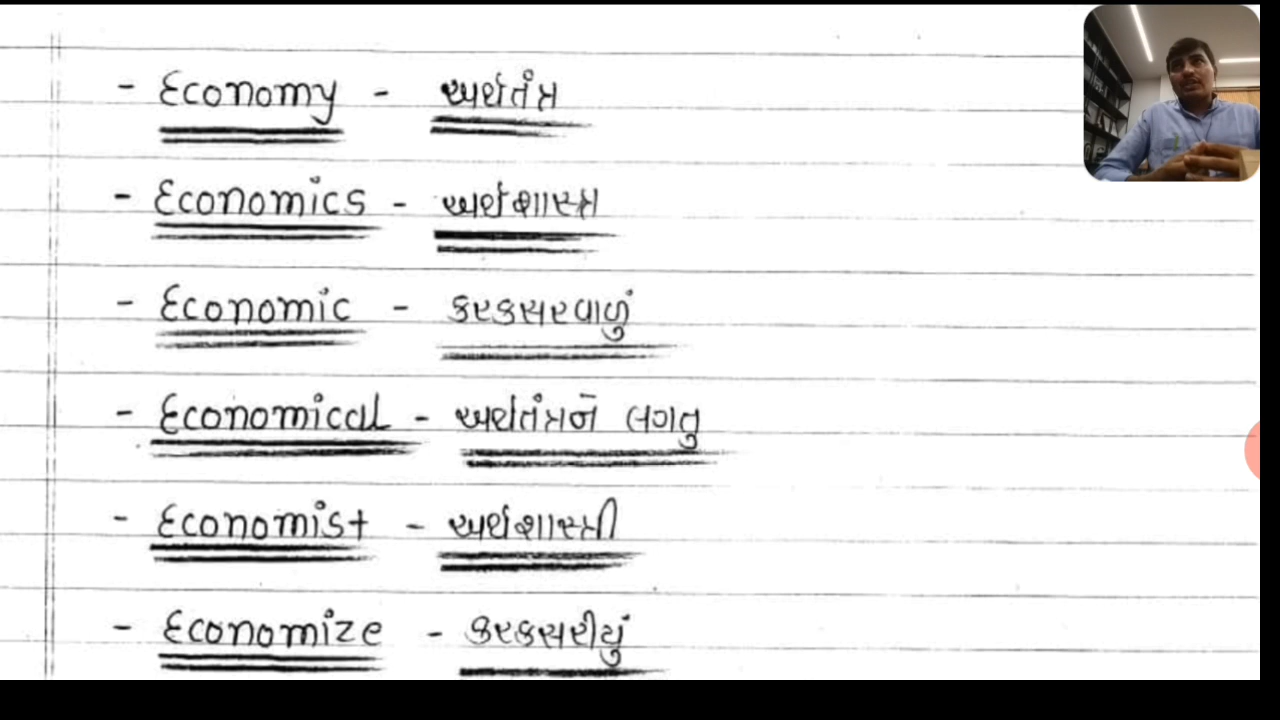 - Economy - અર્થતંત્ર
- Economics - અર્થશાસ્ત્ર
- Economic - કરકસરવાળું
- Economical - અર્થતંત્રને લગતુ
- Economist - અર્થશાસ્ત્રી
- Economize - કરકસરીયું